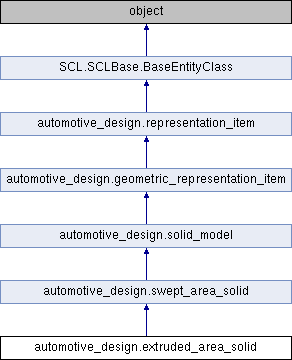 object
SCL.SCLBase.BaseEntityClass
automotive_design.representation_item
automotive_design.geometric_representation_item
automotive_design.solid_model
automotive_design.swept_area_solid
automotive_design.extruded_area_solid